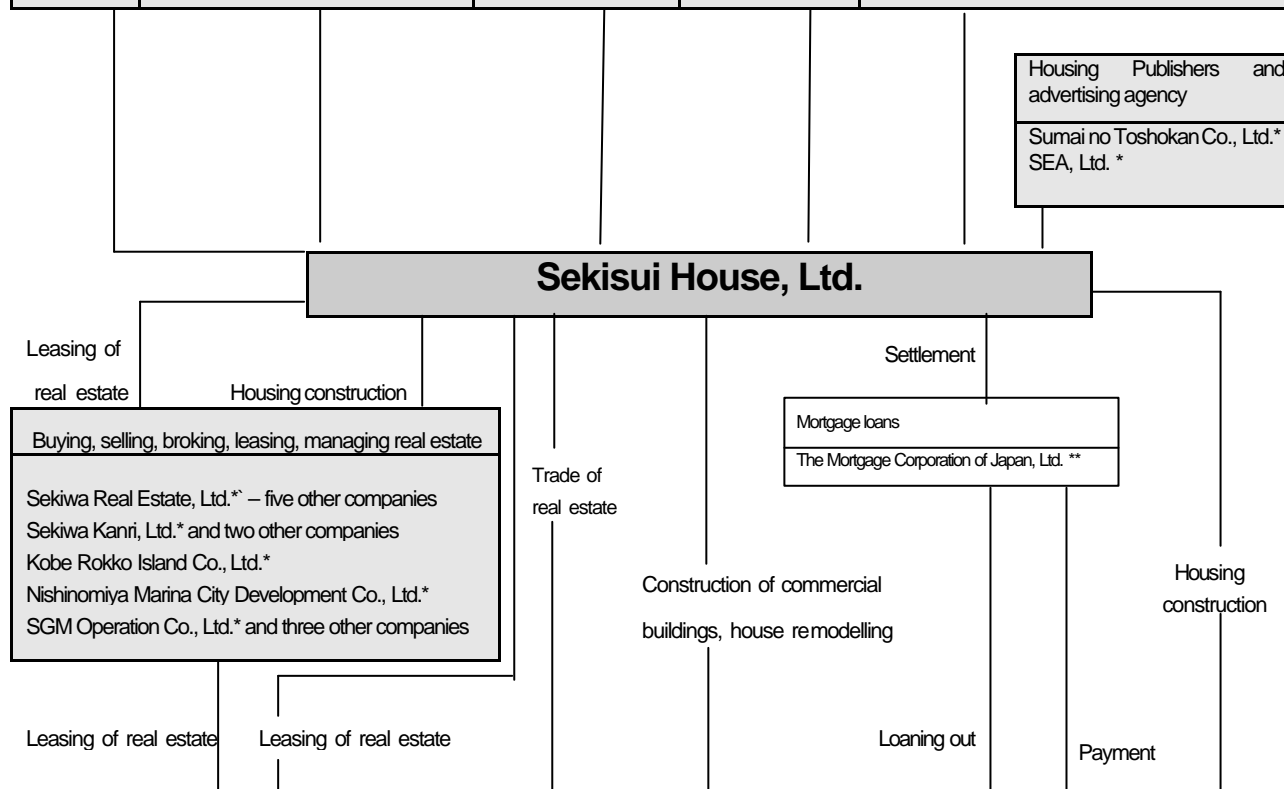 Housing Publishers and
advertising agency
Sumai no Toshokan Co., Ltd.*
SEA, Ltd. *
Sekisui House, Ltd.
Leasing of
real estate
Housing construction
Settlement
Buying, selling, broking, leasing, managing real estate
Sekiwa Real Estate, Ltd.*` – five other companies
Sekiwa Kanri, Ltd.* and two other companies
Kobe Rokko Island Co., Ltd.*
Nishinomiya Marina City Development Co., Ltd.*
SGM Operation Co., Ltd.* and three other companies
Trade of
real estate
Mortgage loans
The Mortgage Corporation of Japan, Ltd. **
Construction of commercial
buildings, house remodelling
Housing
construction
Leasing of real estate
Leasing of real estate
Loaning out
Payment